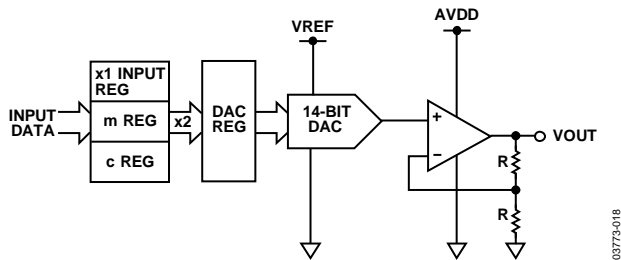 VREF
AVDD
x1 INPUT
REG
INPUT
DATA
m REG
x2
c REG
DAC
REG
14-BIT
DAC
+
−
VOUT
R
R
03773-018